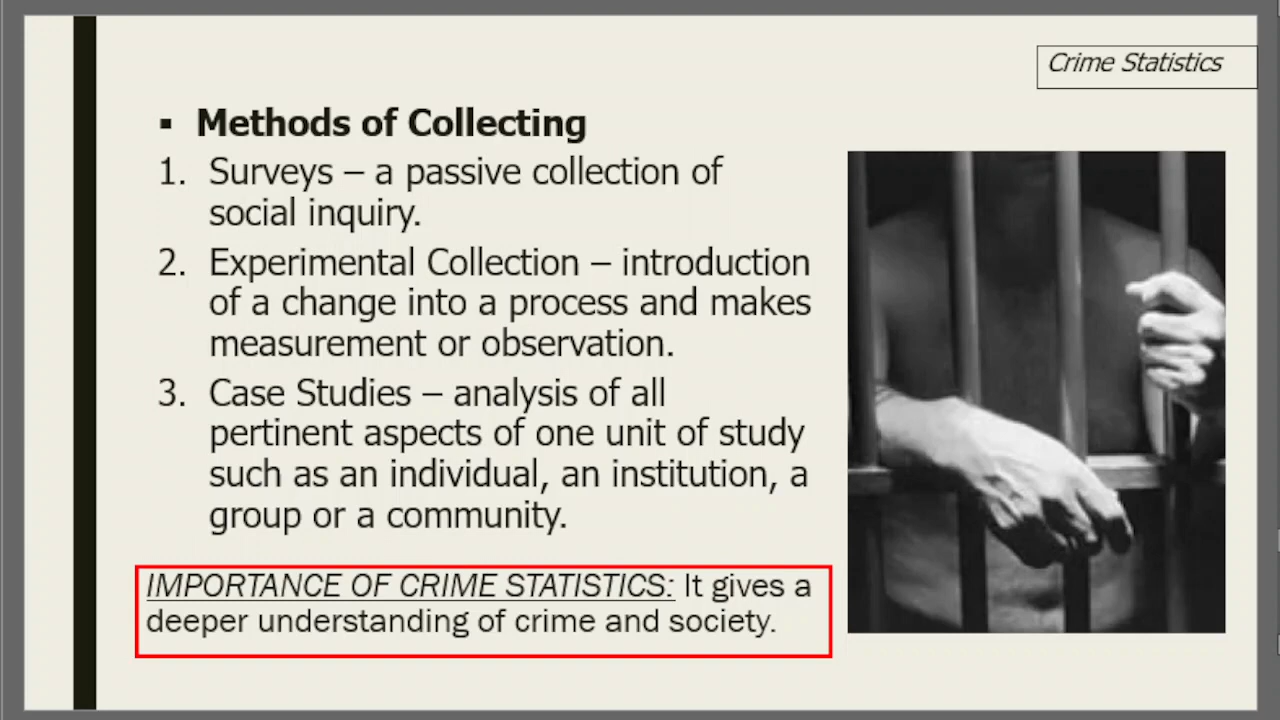 Crime Statistics
▪ Methods of Collecting
1. Surveys – a passive collection of
social inquiry.
2. Experimental Collection – introduction
of a change into a process and makes
measurement or observation.
3. Case Studies – analysis of all
pertinent aspects of one unit of study
such as an individual, an institution, a
group or a community.
IMPORTANCE OF CRIME STATISTICS: It gives a
deeper understanding of crime and society.